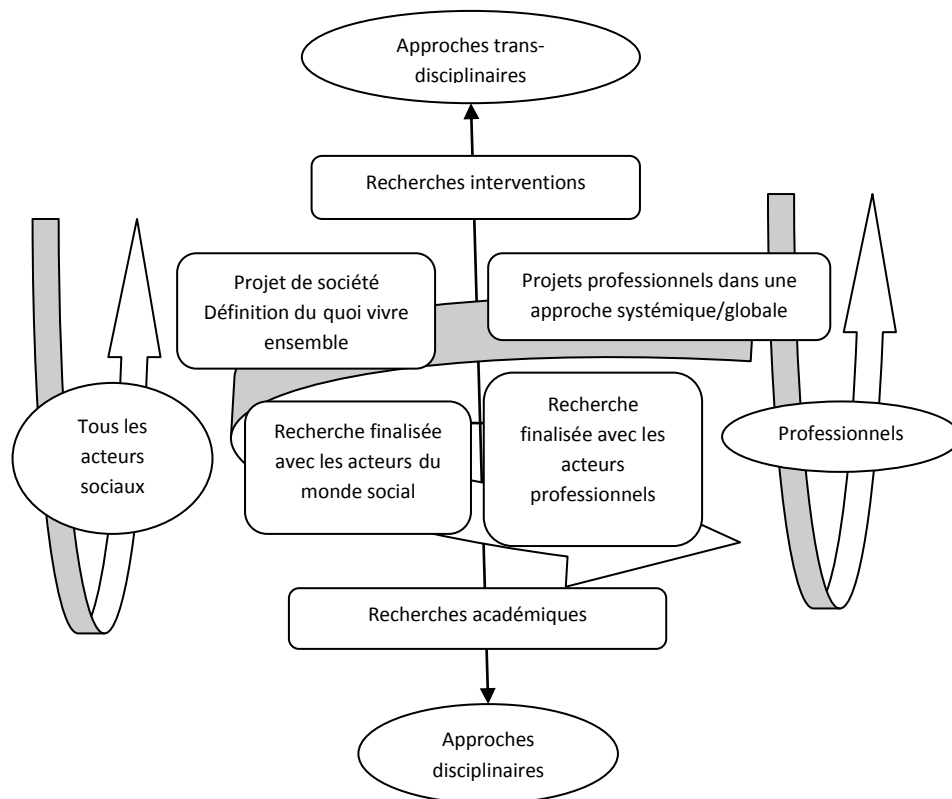 Approches trans-
disciplinaires
Recherches interventions
Projet de société
Définition du quoi vivre
ensemble
Projets professionnels dans une
approche systémique/globale
Tous les
acteurs
sociaux
Recherche finalisée
avec les acteurs du
monde social
Recherche
finalisée avec les
acteurs
professionnels
Professionnels
Recherches académiques
Approches
disciplinaires